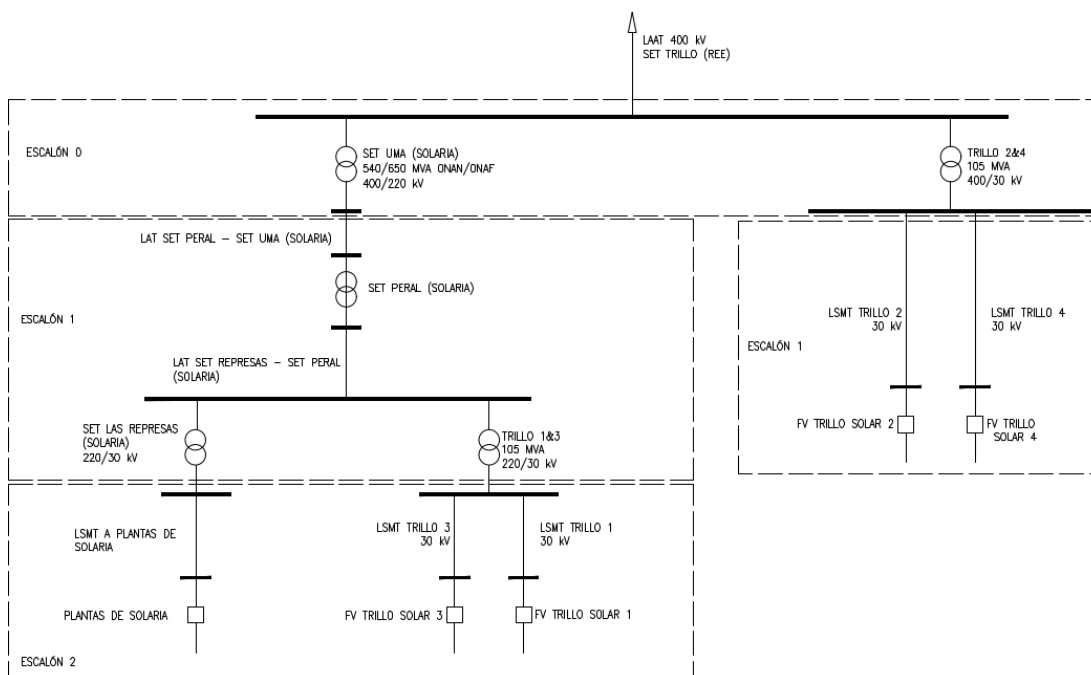 LAAT 400 kV
SET TRILLO (REE)
ESCALÓN 0
SET UMA (SOLARIA)
540/650 MVA ONAN/ONAF
400/220 kV
TRILLO 2&4
105 MVA
400/30 kV
LAT SET PERAL – SET UMA (SOLARIA)
SET PERAL (SOLARIA)
ESCALÓN 1
LAT SET REPRESAS – SET PERAL
(SOLARIA)
SET LAS REPRESAS
(SOLARIA)
220/30 kV
TRILLO 1&3
105 MVA
220/30 kV
LSMT TRILLO 2
30 kV
LSMT TRILLO 4
30 kV
ESCALÓN 1
FV TRILLO SOLAR 2
FV TRILLO
SOLAR 4
LSMT A PLANTAS DE
SOLARIA
LSMT TRILLO 3
30 kV
LSMT TRILLO 1
30 kV
PLANTAS DE SOLARIA
FV TRILLO SOLAR 3
FV TRILLO SOLAR 1
ESCALÓN 2